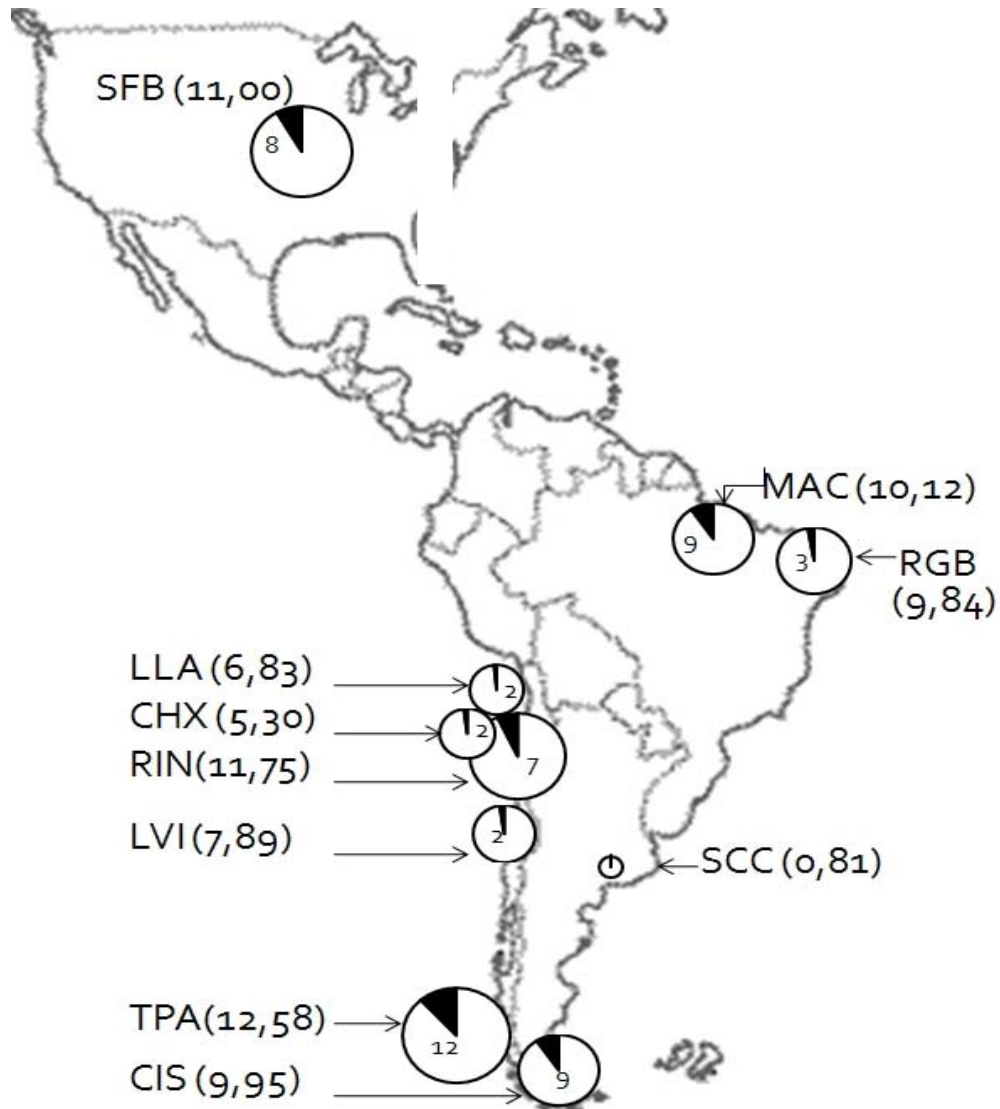 SFB (11,00)
8
MAC (10,12)
9
3
RGB
(9,84)
LLA (6,83)
2
CHX (5,30)
2
RIN(11,75)
7
LVI (7,89)
2
SCC (0,81)
TPA(12,58)
12
CIS (9,95)
9